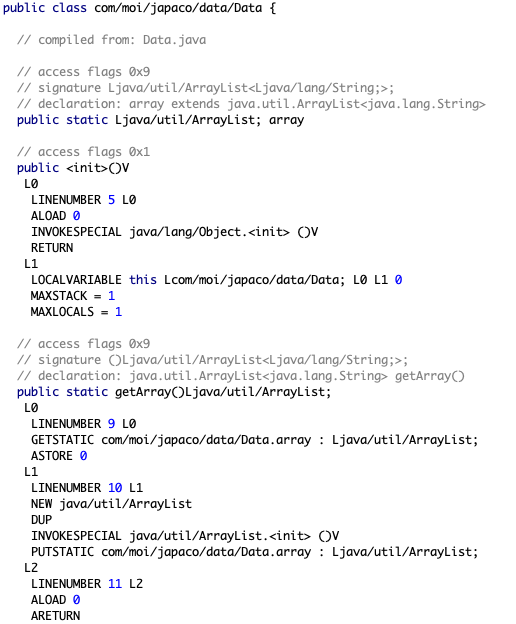 public class com/moi/japaco/data/Data {
// compiled from: Data.java
// access flags 0x9
// signature Ljava/util/ArrayList<Ljava/lang/String;>;
// declaration: array extends java.util.ArrayList<java.lang.String>
public static Ljava/util/ArrayList; array
// access flags 0x1
public <init>()V
L0
LINENUMBER 5 L0
ALOAD 0
INVOKESPECIAL java/lang/Object.<init> ()V
RETURN
L1
LOCALVARIABLE this Lcom/moi/japaco/data/Data; L0 L1 0
MAXSTACK = 1
MAXLOCALS = 1
// access flags 0x9
// signature ()Ljava/util/ArrayList<Ljava/lang/String;>;
// declaration: java.util.ArrayList<java.lang.String> getArray()
public static getArray()Ljava/util/ArrayList;
L0
LINENUMBER 9 L0
GETSTATIC com/moi/japaco/data/Data.array : Ljava/util/ArrayList;
ASTORE 0
L1
LINENUMBER 10 L1
NEW java/util/ArrayList
DUP
INVOKESPECIAL java/util/ArrayList.<init> ()V
PUTSTATIC com/moi/japaco/data/Data.array : Ljava/util/ArrayList;
L2
LINENUMBER 11 L2
ALOAD 0
ARETURN